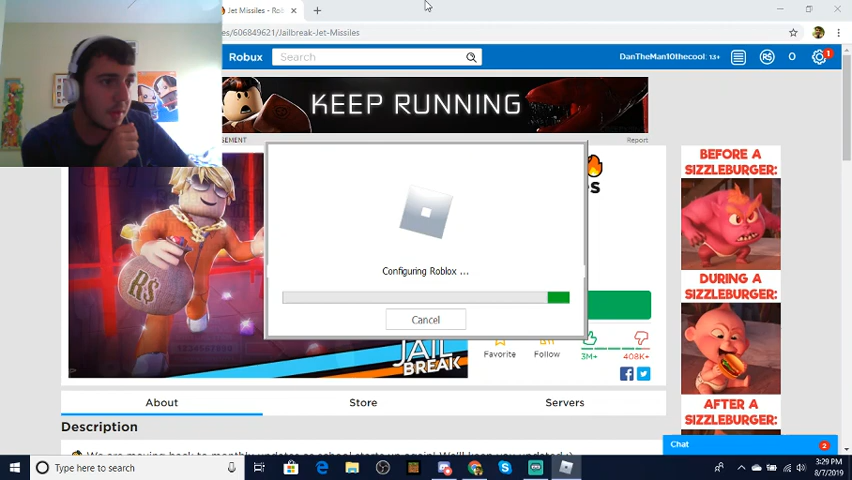 Jet Missiles - Rob
es/606849621/Jailbreak-Jet-Missiles
Robux
Search
DanTheMan10thecool: 13+
0
1
KEEP RUNNING
Report
BEFORE A
SIZZLEBURGER:
R$
Configuring Roblox ...
Cancel
DURING A
SIZZLEBURGER:
JAIL
BREAK
Favorite
Follow
3M+
408K+
About
Store
Servers
AFTER A
SIZZLEBURGER:
Description
Chat
2
Type here to search
3:29 PM
8/7/2019